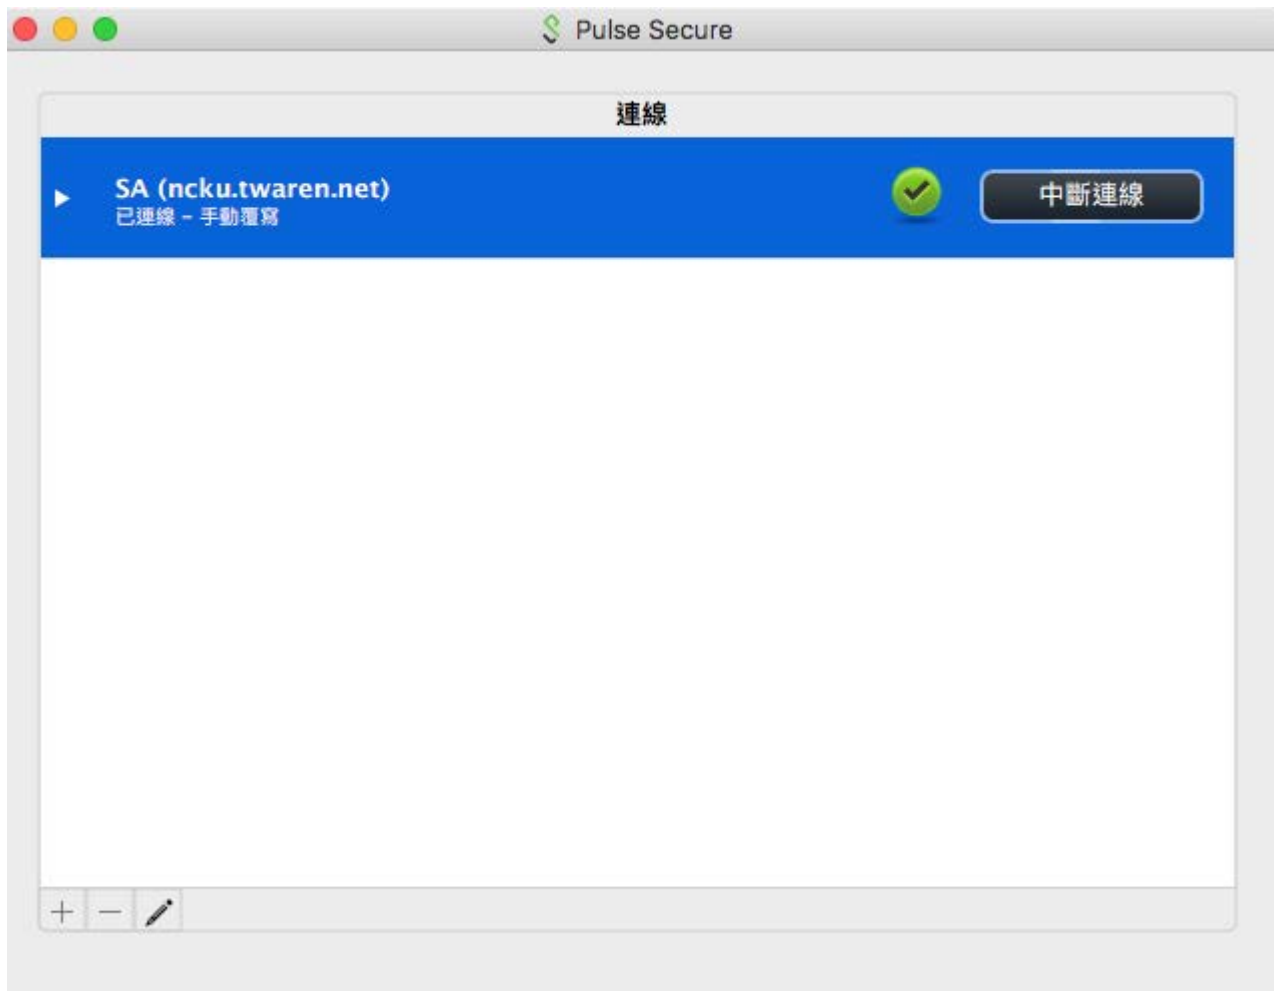 Pulse Secure
連線
SA (ncku.twaren.net)
已連線 – 手動覆寫
中斷連線